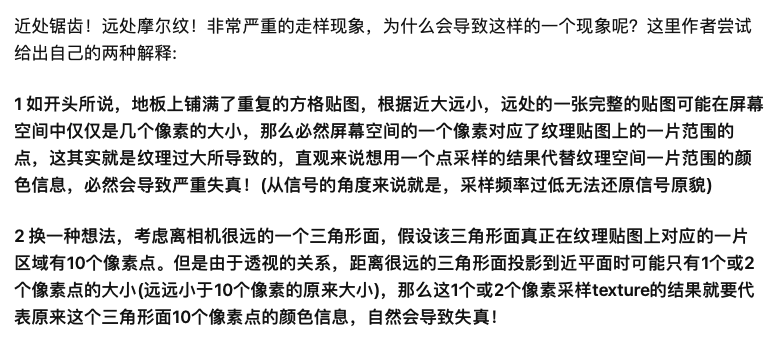 近处锯齿！远处摩尔纹！非常严重的走样现象，为什么会导致这样的一个现象呢？这里作者尝试
给出自己的两种解释:
1 如开头所说，地板上铺满了重复的方格贴图，根据近大远小，远处的一张完整的贴图可能在屏幕
空间中仅仅是几个像素的大小，那么必然屏幕空间的一个像素对应了纹理贴图上的一片范围的
点，这其实就是纹理过大所导致的，直观来说想用一个点采样的结果代替纹理空间一片范围的颜
色信息，必然会导致严重失真！(从信号的角度来说就是，采样频率过低无法还原信号原貌)
2 换一种想法，考虑离相机很远的一个三角形面，假设该三角形面真正在纹理贴图上对应的一片
区域有10个像素点。但是由于透视的关系，距离很远的三角形面投影到近平面时可能只有1个或2
个像素点的大小(远远小于10个像素的原来大小)，那么这1个或2个像素采样texture的结果就要代
表原来这个三角形面10个像素点的颜色信息，自然会导致失真！